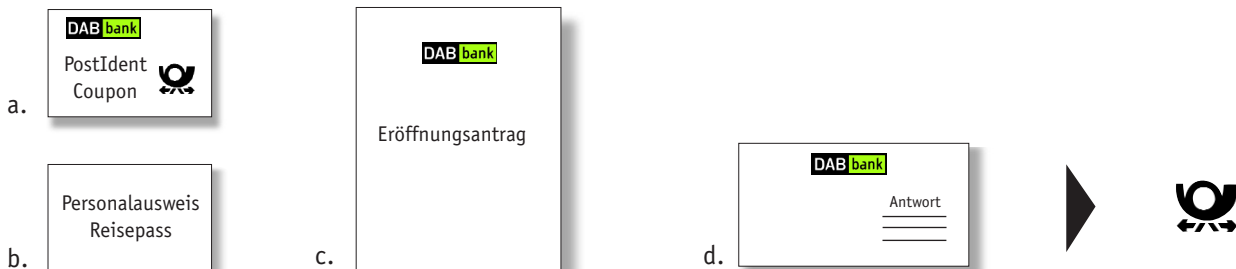 DAB bank
PostIdent
Coupon
a.
Personalausweis
Reisepass
b.
DAB bank
Eröffnungsantrag
c.
DAB bank
Antwort
d.